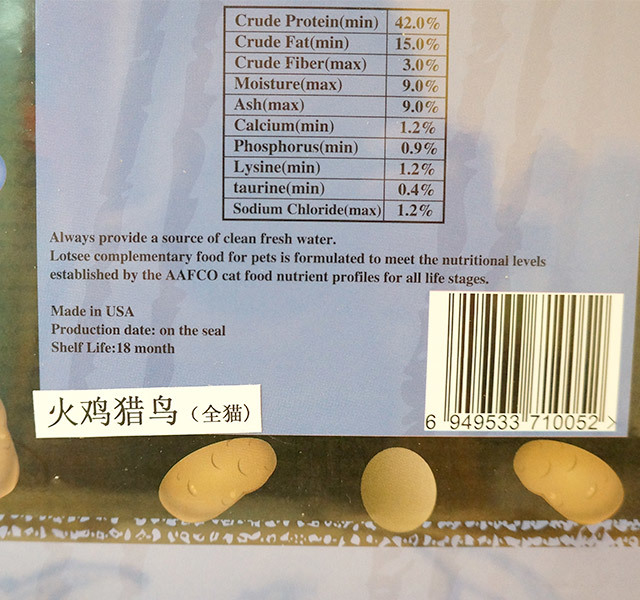 Crude Protein(min) 42.0%
Crude Fat(min) 15.0%
Crude Fiber(max) 3.0%
Moisture(max) 9.0%
Ash(max) 9.0%
Calcium(min) 1.2%
Phosphorus(min) 0.9%
Lysine(min) 1.2%
taurine(min) 0.4%
Sodium Chloride(max) 1.2%
Always provide a source of clean fresh water.
Lotsee complementary food for pets is formulated to meet the nutritional levels
established by the AAFCO cat food nutrient profiles for all life stages.
Made in USA
Production date: on the seal
Shelf Life:18 month
火鸡猎鸟（全猫）
6 949533 710052 >